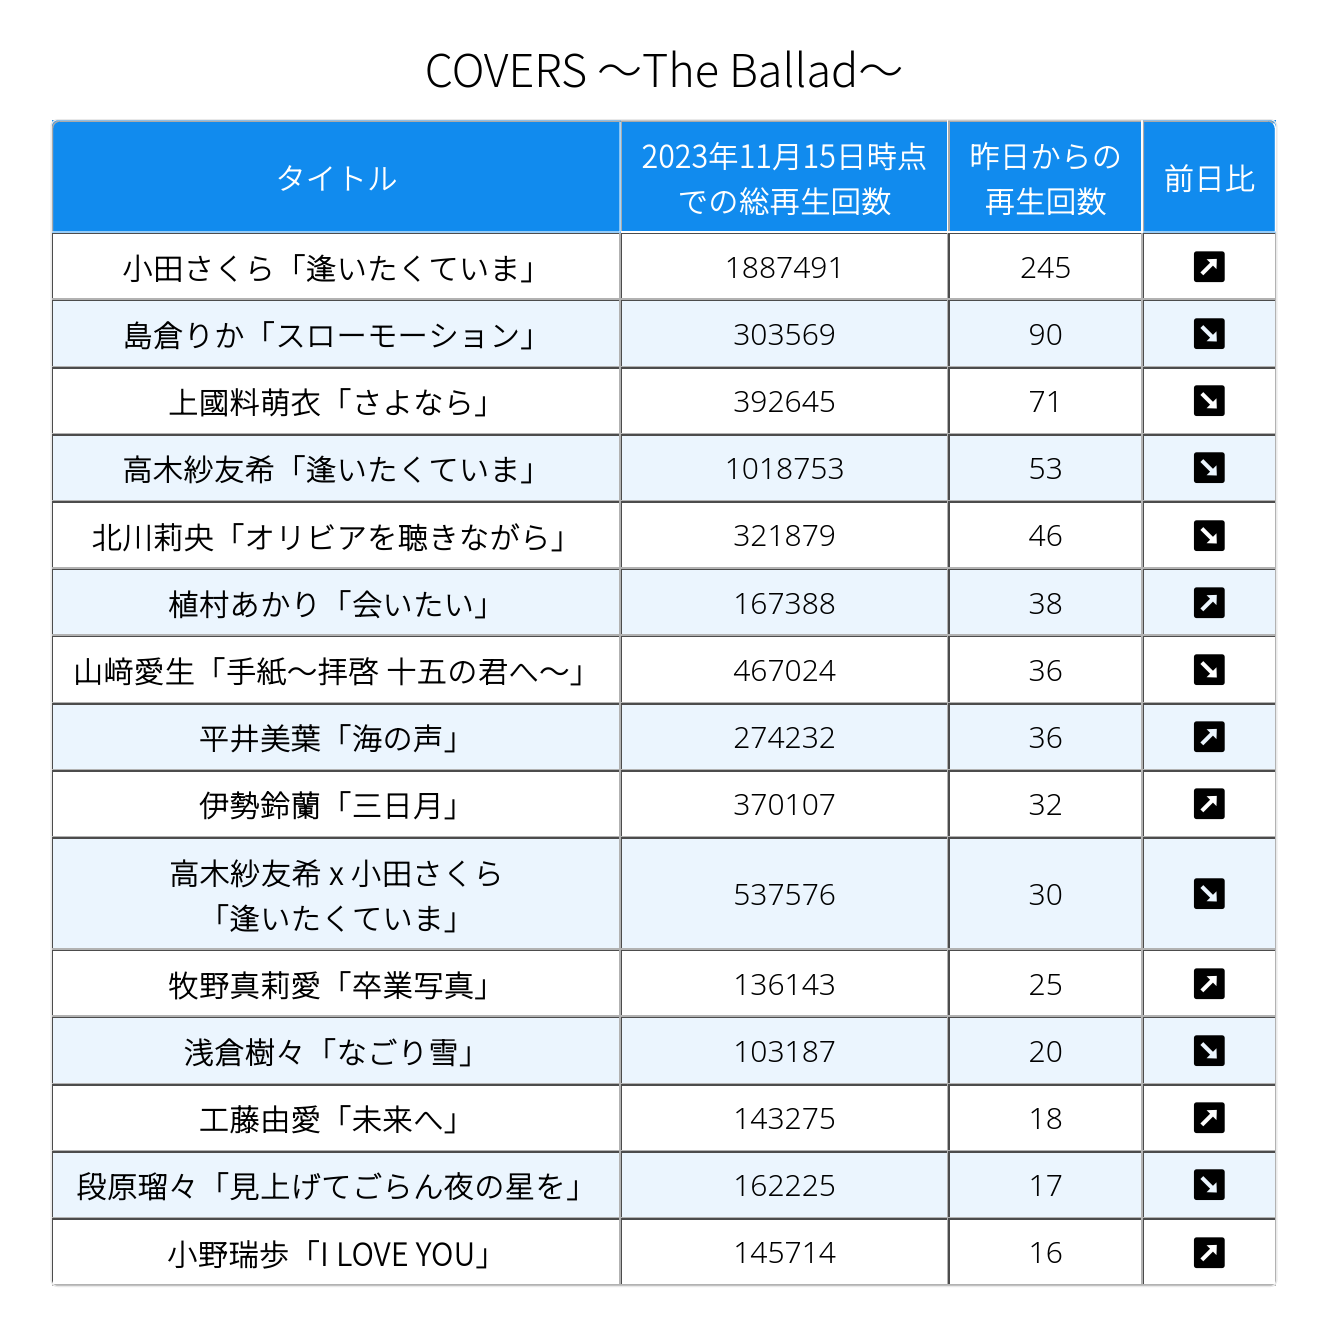 COVERS ～The Ballad～
タイトル
2023年11月15日時点
での総再生回数
昨日からの
再生回数
前日比
小田さくら「逢いたくていま」 1887491 245 ↗
島倉りか「スローモーション」 303569 90 ↘
上國料萌衣「さよなら」 392645 71 ↘
高木紗友希「逢いたくていま」 1018753 53 ↘
北川莉央「オリビアを聴きながら」 321879 46 ↘
植村あかり「会いたい」 167388 38 ↗
山﨑愛生「手紙～拝啓 十五の君へ～」 467024 36 ↘
平井美葉「海の声」 274232 36 ↗
伊勢鈴蘭「三日月」 370107 32 ↗
高木紗友希 x 小田さくら
「逢いたくていま」 537576 30 ↘
牧野真莉愛「卒業写真」 136143 25 ↗
浅倉樹々「なごり雪」 103187 20 ↘
工藤由愛「未来へ」 143275 18 ↗
段原瑠々「見上げてごらん夜の星を」 162225 17 ↘
小野瑞歩「I LOVE YOU」 145714 16 ↗